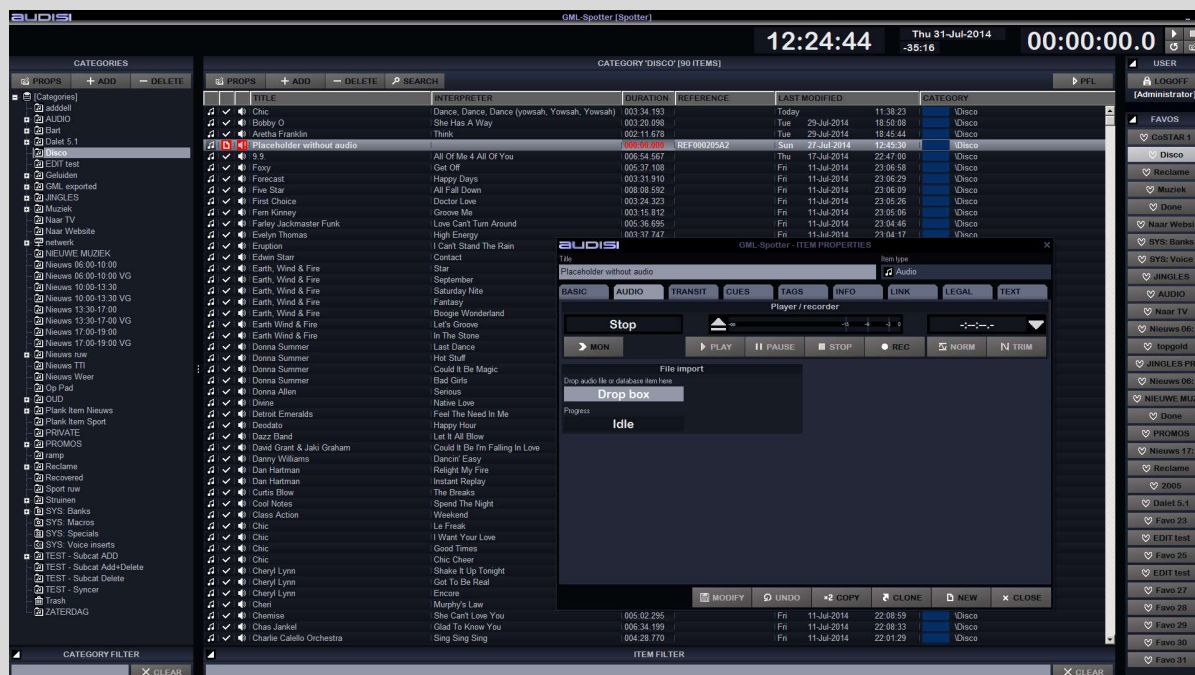 AUDISI
GML-Spotter [Spotter]
12:24:44
Thu 31-Jul-2014
-35:16
00:00:00.0
CATEGORIES
CATEGORY 'DISCO' [90 ITEMS]
USER
PROPS ADD DELETE
PROPS ADD DELETE SEARCH PFL
LOGOFF
[Administrator]
[Categories]
adddell
AUDIO
Bart
Dalet 5.1
Disco
EDIT test
Geluiden
GML exported
JINGLES
Muziek
Naar TV
Naar Website
netwerk
NIEUWE MUZIEK
Nieuws 06:00-10:00
Nieuws 06:00-10:00 VG
Nieuws 10:00-13:30
Nieuws 10:00-13:30 VG
Nieuws 13:30-17:00
Nieuws 13:30-17:00 VG
Nieuws 17:00-19:00
Nieuws 17:00-19:00 VG
Nieuws ruw
Nieuws TTI
Nieuws Weer
Op Pad
OUD
Plank Item Nieuws
Plank Item Sport
PRIVATE
PROMOS
ramp
Reclame
Recovered
Sport ruw
Struinen
SYS: Banks
SYS: Macros
SYS: Specials
SYS: Voice inserts
TEST - Subcat ADD
TEST - Subcat Add+Delete
TEST - Subcat Delete
TEST - Syncer
Trash
ZATERDAG
CATEGORY FILTER
CLEAR
TITLE INTERPRETER DURATION REFERENCE LAST MODIFIED CATEGORY
Chic Dance, Dance, Dance (yowsah, Yowsah, Yowsah) 003:34.193 Today 11:38:23 \Disco
Bobby O She Has A Way 003:20.098 Tue 29-Jul-2014 18:50:08 \Disco
Aretha Franklin Think 002:11.678 Tue 29-Jul-2014 18:45:44 \Disco
Placeholder without audio 000:00.000 REF000205A2 Sun 27-Jul-2014 12:45:30 \Disco
9.9. All Of Me 4 All Of You 006:54.567 Thu 17-Jul-2014 22:47:00 \Disco
Foxy Get Off 005:37.108 Fri 11-Jul-2014 23:06:58 \Disco
Forecast Happy Days 003:31.910 Fri 11-Jul-2014 23:06:29 \Disco
Five Star All Fall Down 008:08.592 Fri 11-Jul-2014 23:06:09 \Disco
First Choice Doctor Love 003:24.323 Fri 11-Jul-2014 23:05:26 \Disco
Fern Kinney Groove Me 003:15.812 Fri 11-Jul-2014 23:05:06 \Disco
Farley Jackmaster Funk Love Can't Turn Around 005:36.695 Fri 11-Jul-2014 23:04:46 \Disco
Evelyn Thomas High Energy 003:37.747 Fri 11-Jul-2014 23:04:17 \Disco
Eruption I Can't Stand The Rain
Edwin Starr Contact
Earth, Wind & Fire Star
Earth, Wind & Fire September
Earth, Wind & Fire Saturday Nite
Earth, Wind & Fire Fantasy
Earth, Wind & Fire Boogie Wonderland
Earth Wind & Fire Let's Groove
Earth Wind & Fire In The Stone
Donna Summer Last Dance
Donna Summer Hot Stuff
Donna Summer Could It Be Magic
Donna Summer Bad Girls
Donna Allen Serious
Divine Native Love
Detroit Emeralds Feel The Need In Me
Deodato Happy Hour
Dazz Band Let It All Blow
David Grant & Jaki Graham Could It Be I'm Falling In Love
Danny Williams Dancin' Easy
Dan Hartman Relight My Fire
Dan Hartman Instant Replay
Curtis Blow The Breaks
Cool Notes Spend The Night
Class Action Weekend
Chic Le Freak
Chic I Want Your Love
Chic Good Times
Chic Chic Cheer
Cheryl Lynn Shake It Up Tonight
Cheryl Lynn Got To Be Real
Cheryl Lynn Encore
Cheri Murphy's Law
Chemise She Can't Love You 005:02.295 Fri 11-Jul-2014 22:08:59 \Disco
Chas Jankel Glad To Know You 006:34.199 Fri 11-Jul-2014 22:08:33 \Disco
Charlie Calello Orchestra Sing Sing Sing 004:28.770 Fri 11-Jul-2014 22:01:29 \Disco
ITEM FILTER
CLEAR
AUDISI
GML-Spotter - ITEM PROPERTIES
Title Item type
Placeholder without audio Audio
BASIC AUDIO TRANSIT CUES TAGS INFO LINK LEGAL TEXT
Player / recorder
Stop -:--:--.-
MON PLAY PAUSE STOP REC NORM TRIM
File import
Drop audio file or database item here
Drop box
Progress
Idle
MODIFY UNDO ×2 COPY CLONE NEW CLOSE
FAVOS
CoSTAR 1
Disco
Reclame
Muziek
Done
Naar Websi
SYS: Banks
SYS: Voice
JINGLES
AUDIO
Naar TV
Nieuws 06:
topgold
JINGLES PR
Nieuws 06:
NIEUWE MUZ
Done
PROMOS
Nieuws 17:
Reclame
2005
Dalet 5.1
Favo 23
EDIT test
Favo 25
EDIT test
Favo 27
Favo 28
Favo 29
Favo 30
Favo 31